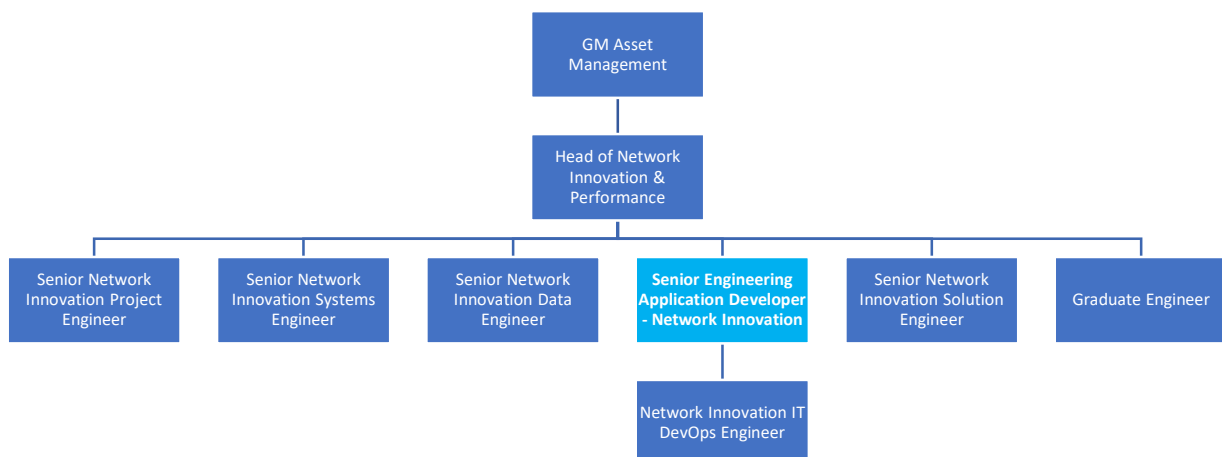 GM Asset
Management
Head of Network
Innovation &
Performance
Senior Network
Innovation Project
Engineer
Senior Network
Innovation Systems
Engineer
Senior Network
Innovation Data
Engineer
Senior Engineering
Application Developer
- Network Innovation
Senior Network
Innovation Solution
Engineer
Graduate Engineer
Network Innovation IT
DevOps Engineer